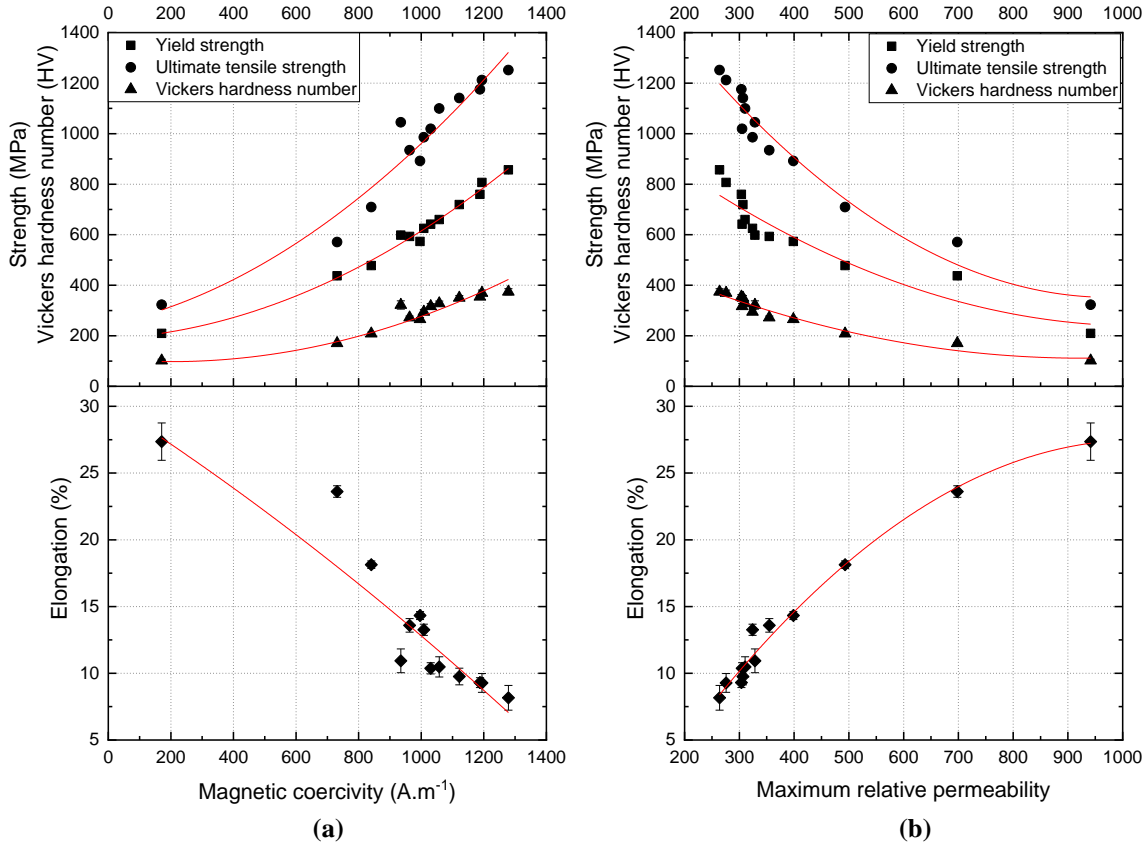 0 200 400 600 800 1000 1200 1400
200 300 400 500 600 700 800 900 1000
1400
1200
1000
800
600
400
200
0
Strength (MPa)
Vickers hardness number (HV)
Yield strength
Ultimate tensile strength
Vickers hardness number
1400
1200
1000
800
600
400
200
0
Strength (MPa)
Vickers hardness number (HV)
Yield strength
Ultimate tensile strength
Vickers hardness number
30
25
20
15
10
5
Elongation (%)
30
25
20
15
10
5
Elongation (%)
0 200 400 600 800 1000 1200 1400
200 300 400 500 600 700 800 900 1000
Magnetic coercivity (A.m⁻¹)
Maximum relative permeability
(a)
(b)